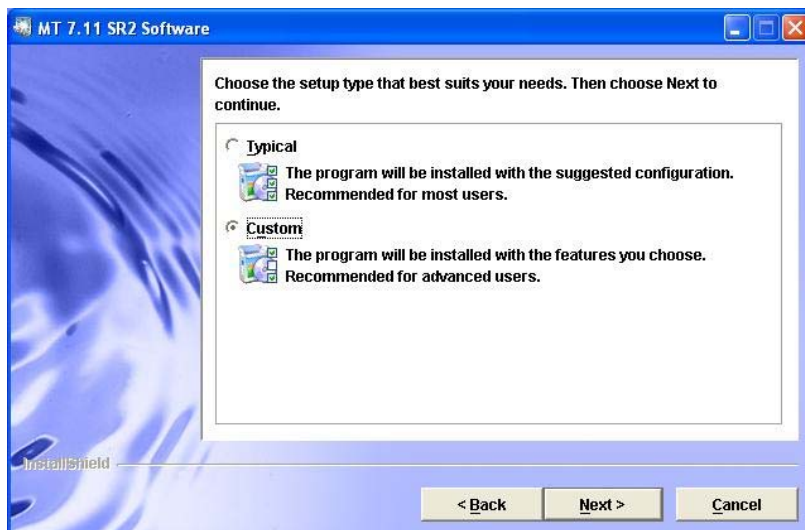 MT 7.11 SR2 Software
Choose the setup type that best suits your needs. Then choose Next to
continue.
Typical
The program will be installed with the suggested configuration.
Recommended for most users.
Custom
The program will be installed with the features you choose.
Recommended for advanced users.
InstallShield
< Back
Next >
Cancel